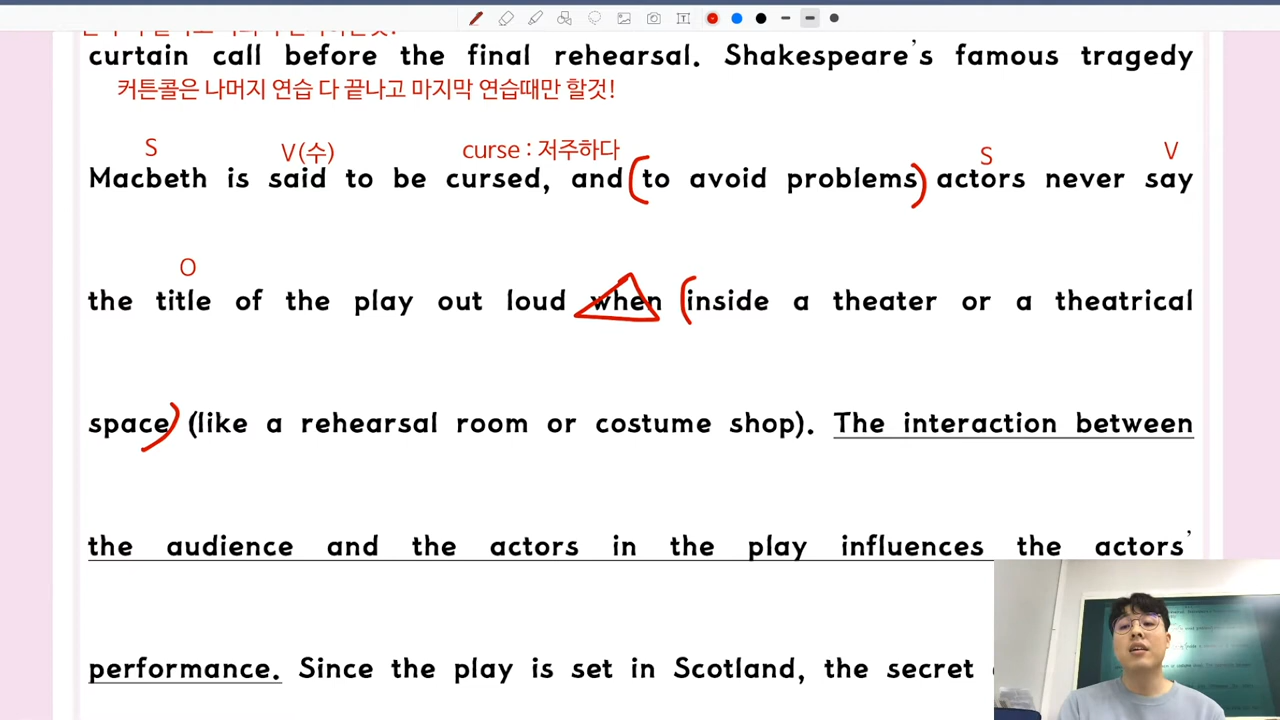 curtain call before the final rehearsal. Shakespeare's famous tragedy
커튼콜은 나머지 연습 다 끝나고 마지막 연습때만 할것!
S V(수) curse : 저주하다 S V
Macbeth is said to be cursed, and (to avoid problems) actors never say
O
the title of the play out loud when (inside a theater or a theatrical
space) (like a rehearsal room or costume shop). The interaction between
the audience and the actors in the play influences the actors'
performance. Since the play is set in Scotland, the secret